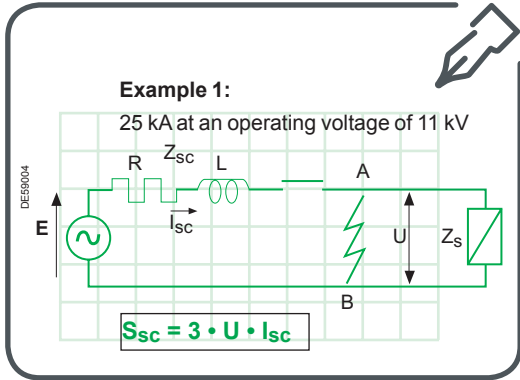 Example 1:
25 kA at an operating voltage of 11 kV
DE59004
R
Zsc
L
A
E
Isc
U
Zs
B
Ssc = 3 • U • Isc